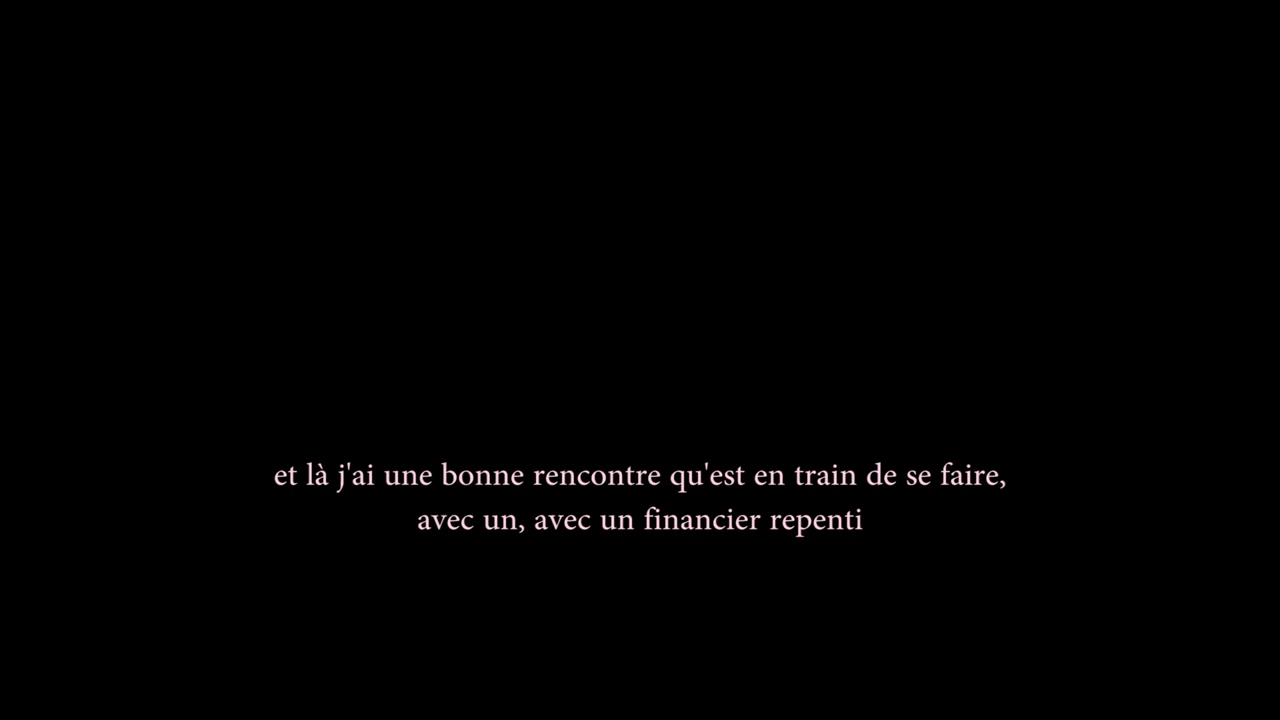 et là j'ai une bonne rencontre qu'est en train de se faire,
avec un, avec un financier repenti